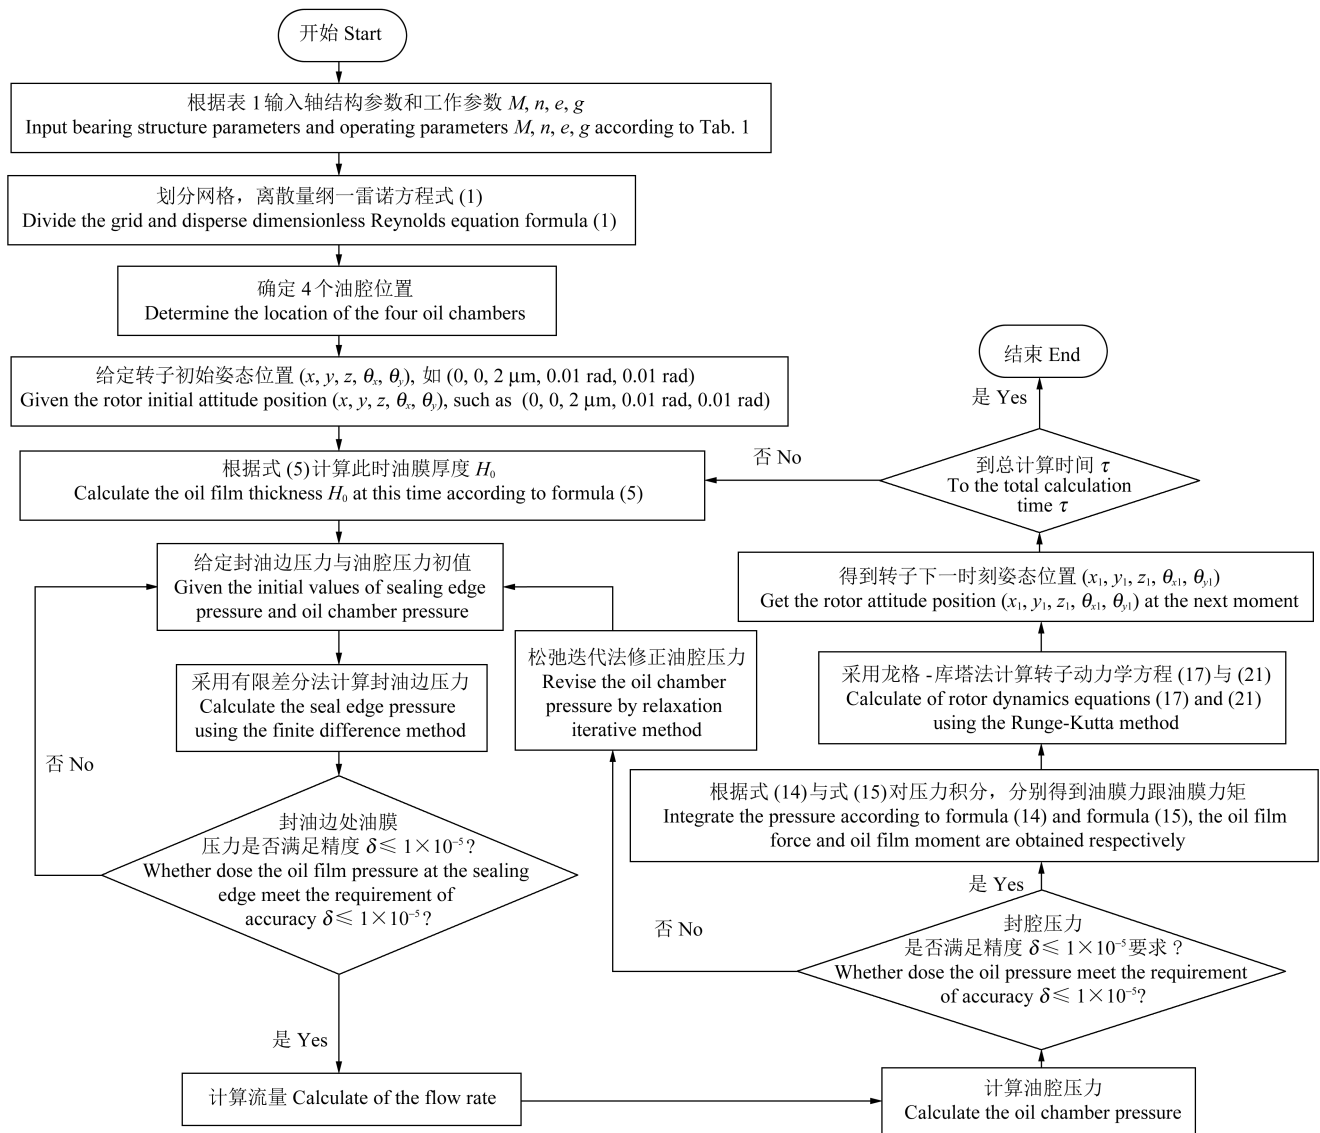 开始 Start
根据表 1 输入轴结构参数和工作参数 M, n, e, g
Input bearing structure parameters and operating parameters M, n, e, g according to Tab. 1
划分网格，离散量纲一雷诺方程式 (1)
Divide the grid and disperse dimensionless Reynolds equation formula (1)
确定 4 个油腔位置
Determine the location of the four oil chambers
给定转子初始姿态位置 (x, y, z, θx, θy), 如 (0, 0, 2 μm, 0.01 rad, 0.01 rad)
Given the rotor initial attitude position (x, y, z, θx, θy), such as (0, 0, 2 μm, 0.01 rad, 0.01 rad)
根据式 (5) 计算此时油膜厚度 H₀
Calculate the oil film thickness H₀ at this time according to formula (5)
给定封油边压力与油腔压力初值
Given the initial values of sealing edge
pressure and oil chamber pressure
采用有限差分法计算封油边压力
Calculate the seal edge pressure
using the finite difference method
否 No
封油边处油膜
压力是否满足精度 δ≤ 1×10⁻⁵?
Whether dose the oil film pressure at the sealing
edge meet the requirement of
accuracy δ≤ 1×10⁻⁵?
是 Yes
计算流量 Calculate of the flow rate
计算油腔压力
Calculate the oil chamber pressure
封腔压力
是否满足精度 δ≤ 1×10⁻⁵要求？
Whether dose the oil pressure meet the requirement
of accuracy δ≤ 1×10⁻⁵?
否 No
松弛迭代法修正油腔压力
Revise the oil chamber
pressure by relaxation
iterative method
是 Yes
根据式 (14) 与式 (15) 对压力积分，分别得到油膜力跟油膜力矩
Integrate the pressure according to formula (14) and formula (15), the oil film
force and oil film moment are obtained respectively
采用龙格 - 库塔法计算转子动力学方程 (17) 与 (21)
Calculate of rotor dynamics equations (17) and (21)
using the Runge-Kutta method
得到转子下一时刻姿态位置 (x₁, y₁, z₁, θx1, θy1)
Get the rotor attitude position (x₁, y₁, z₁, θx1, θy1) at the next moment
到总计算时间 τ
To the total calculation
time τ
否 No
是 Yes
结束 End